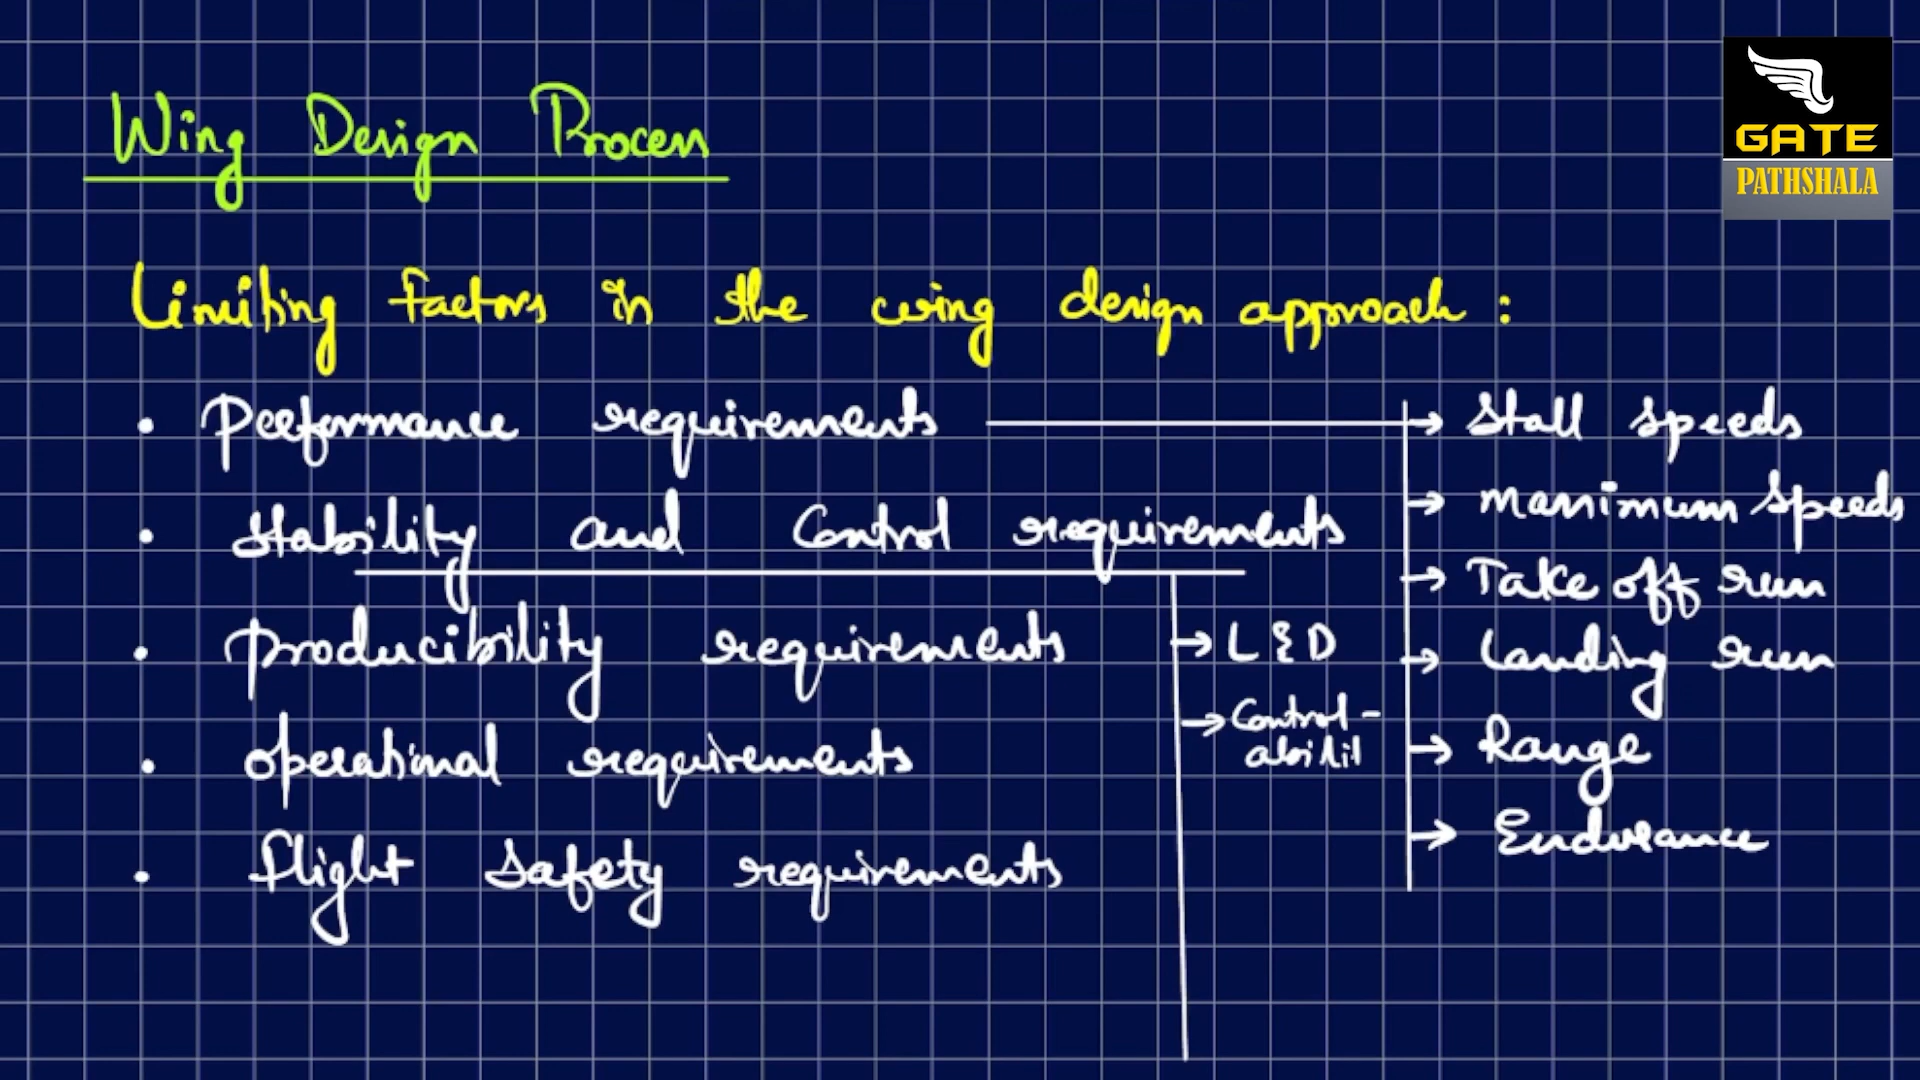 Wing Design Process
GATE
PATHSHALA
Limiting factors in the wing design approach :
• Performance requirements → Stall speeds
→ Maximum speeds
• Stability and Control requirements
→ Take off run
• Producibility requirements
→ L & D
→ Landing run
→ Control-
abilit
• Operational requirements
→ Range
→ Endurance
• Flight Safety requirements